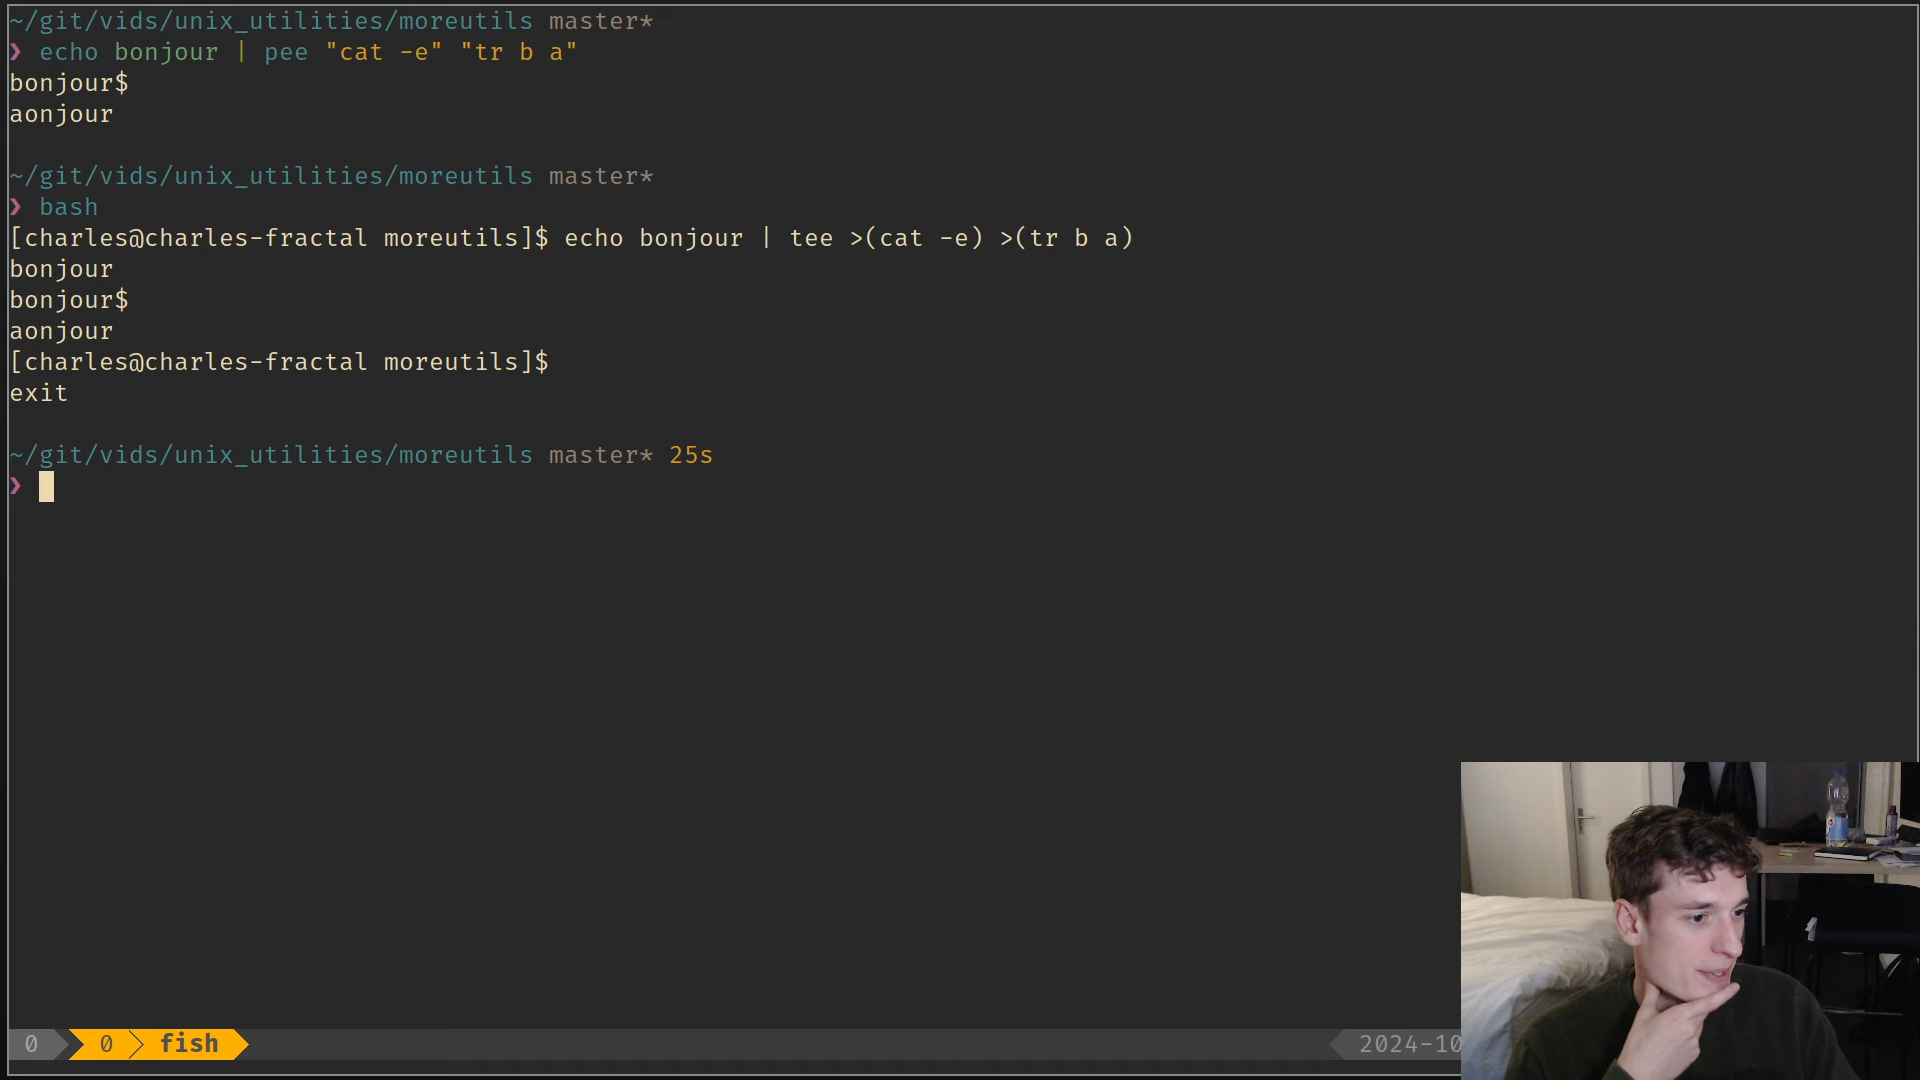 ~/git/vids/unix_utilities/moreutils master*
❯ echo bonjour | pee "cat -e" "tr b a"
bonjour$
aonjour
~/git/vids/unix_utilities/moreutils master*
❯ bash
[charles@charles-fractal moreutils]$ echo bonjour | tee >(cat -e) >(tr b a)
bonjour
bonjour$
aonjour
[charles@charles-fractal moreutils]$
exit
~/git/vids/unix_utilities/moreutils master* 25s
❯
0 0 fish 2024-10